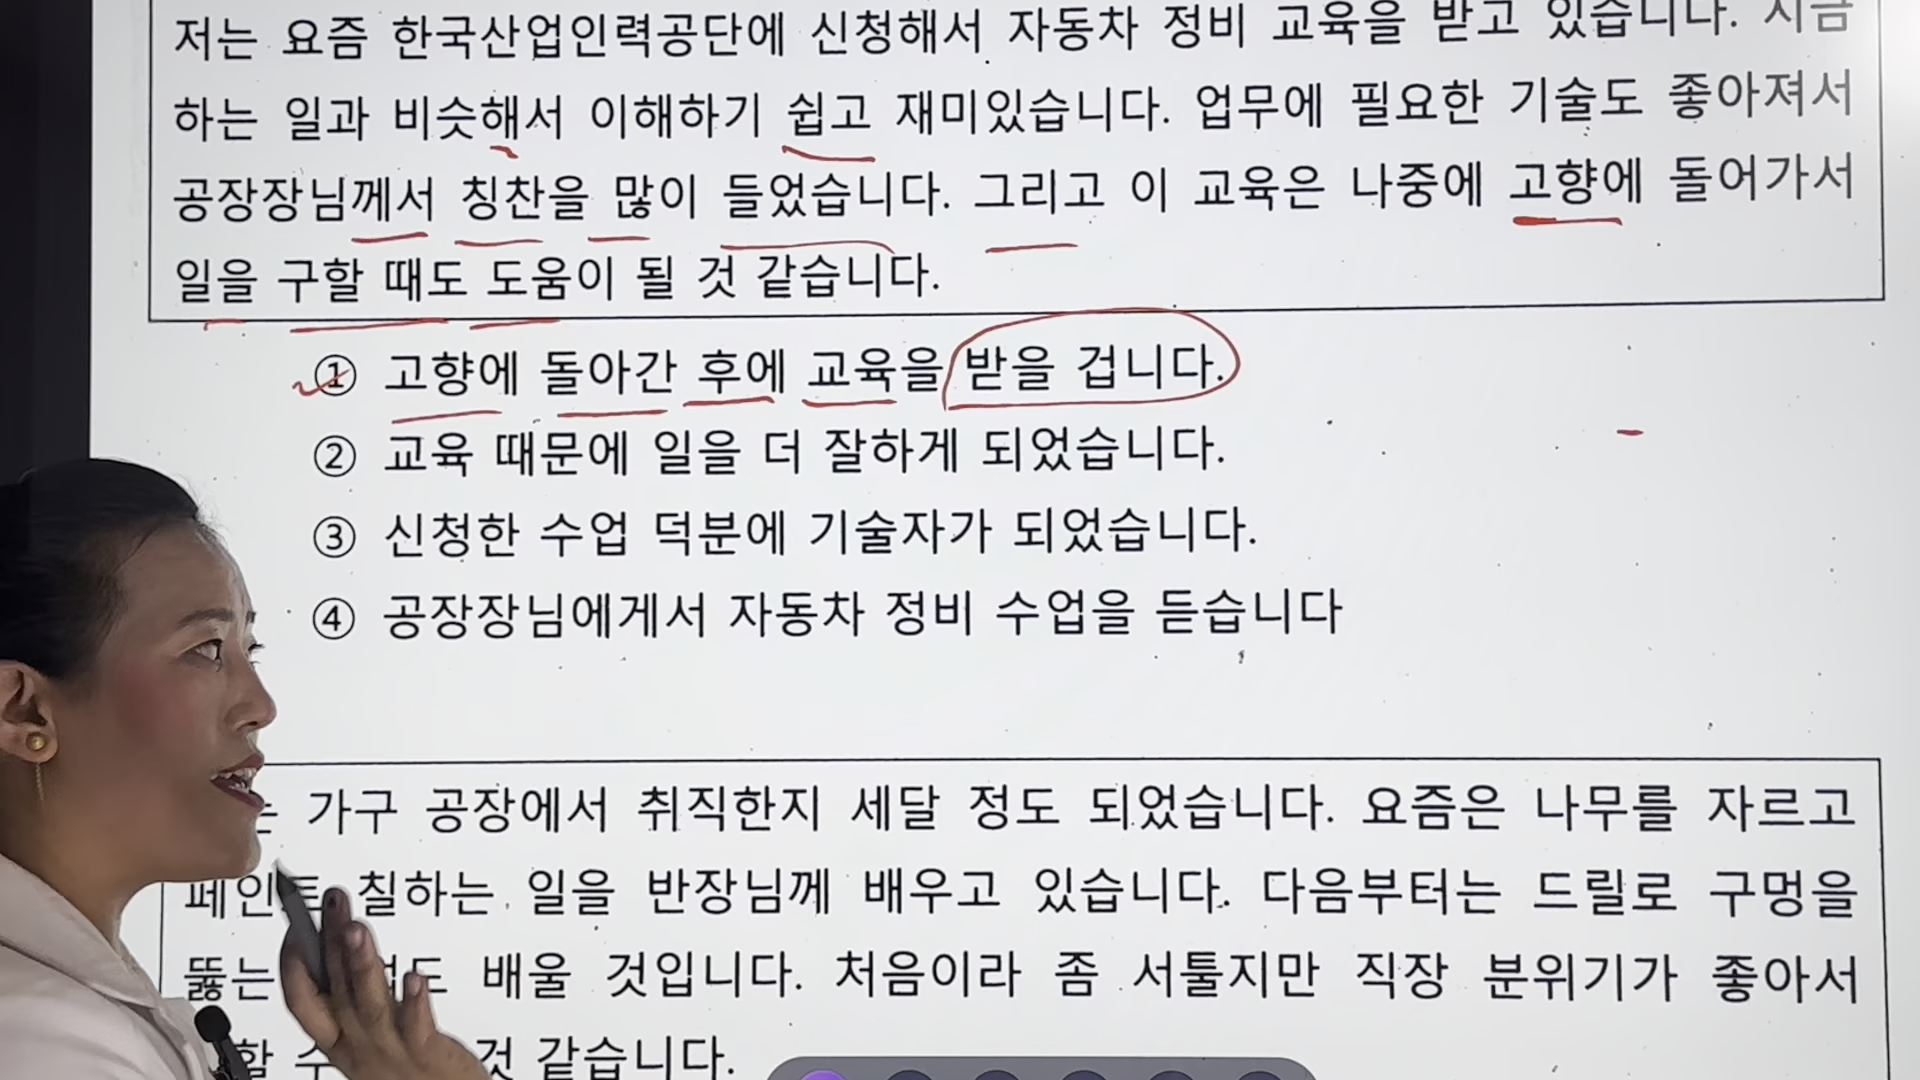 저는 요즘 한국산업인력공단에 신청해서 자동차 정비 교육을 받고 있습니다. 지금
하는 일과 비슷해서 이해하기 쉽고 재미있습니다. 업무에 필요한 기술도 좋아져서
공장장님께서 칭찬을 많이 들었습니다. 그리고 이 교육은 나중에 고향에 돌어가서
일을 구할 때도 도움이 될 것 같습니다.
① 고향에 돌아간 후에 교육을 받을 겁니다.
② 교육 때문에 일을 더 잘하게 되었습니다.
③ 신청한 수업 덕분에 기술자가 되었습니다.
④ 공장장님에게서 자동차 정비 수업을 듣습니다
가구 공장에서 취직한지 세달 정도 되었습니다. 요즘은 나무를 자르고
페인트 칠하는 일을 반장님께 배우고 있습니다. 다음부터는 드릴로 구멍을
뚫는 배울 것입니다. 처음이라 좀 서툴지만 직장 분위기가 좋아서
할 수 것 같습니다.